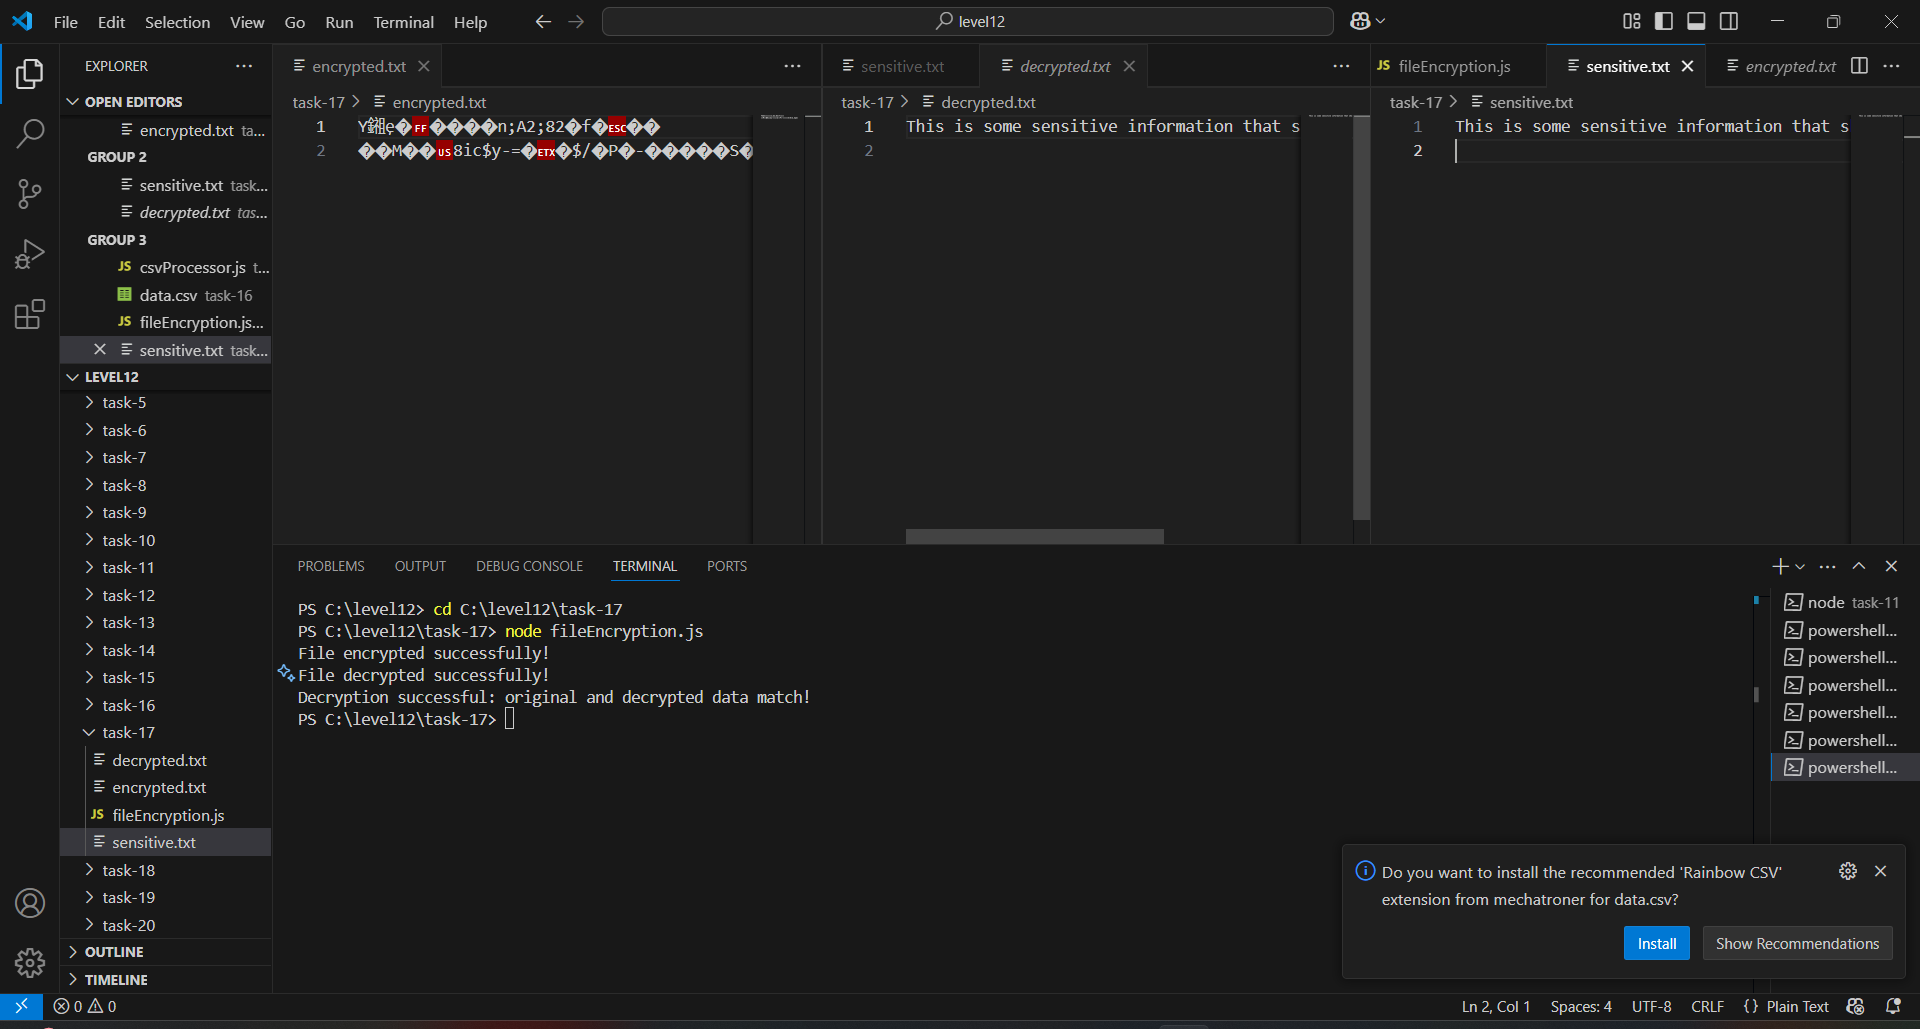 File Edit Selection View Go Run Terminal Help
level12
EXPLORER
OPEN EDITORS
encrypted.txt ta...
GROUP 2
sensitive.txt task...
decrypted.txt tas...
GROUP 3
csvProcessor.js t...
data.csv task-16
fileEncryption.js...
sensitive.txt task...
LEVEL12
task-5
task-6
task-7
task-8
task-9
task-10
task-11
task-12
task-13
task-14
task-15
task-16
task-17
decrypted.txt
encrypted.txt
JS fileEncryption.js
sensitive.txt
task-18
task-19
task-20
OUTLINE
TIMELINE
encrypted.txt
task-17 > encrypted.txt
1
2 ��M��US8ic$y-=�ETX�$/�P�-�����S�
sensitive.txt decrypted.txt
task-17 > decrypted.txt
1 This is some sensitive information that s
2
JS fileEncryption.js sensitive.txt encrypted.txt
task-17 > sensitive.txt
1 This is some sensitive information that s
2
PROBLEMS OUTPUT DEBUG CONSOLE TERMINAL PORTS
PS C:\level12> cd C:\level12\task-17
PS C:\level12\task-17> node fileEncryption.js
File encrypted successfully!
File decrypted successfully!
Decryption successful: original and decrypted data match!
PS C:\level12\task-17>
node task-11
powershell...
powershell...
powershell...
powershell...
powershell...
powershell...
Do you want to install the recommended 'Rainbow CSV'
extension from mechatroner for data.csv?
Install Show Recommendations
0 0
Ln 2, Col 1 Spaces: 4 UTF-8 CRLF {} Plain Text